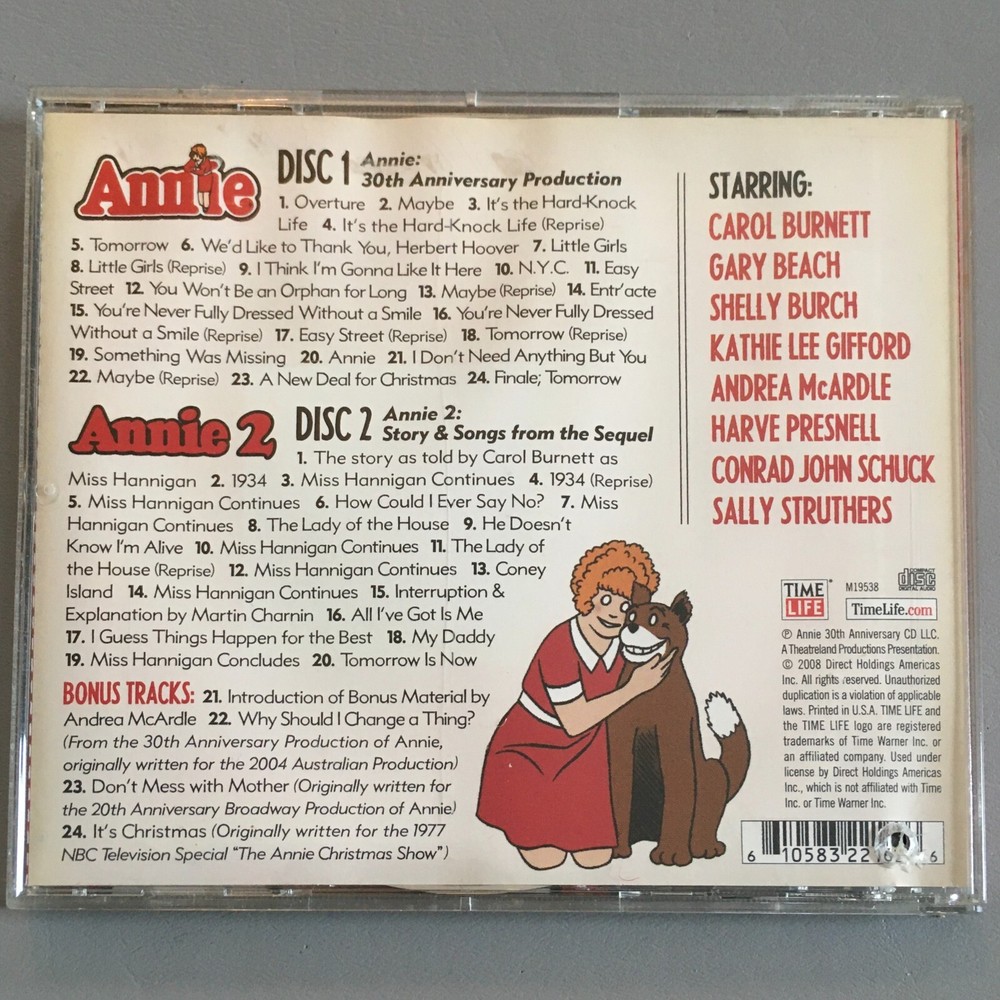 Annie
DISC 1 Annie:
30th Anniversary Production
1. Overture 2. Maybe 3. It's the Hard-Knock
Life 4. It's the Hard-Knock Life (Reprise)
5. Tomorrow 6. We'd Like to Thank You, Herbert Hoover 7. Little Girls
8. Little Girls (Reprise) 9. I Think I'm Gonna Like It Here 10. N.Y.C. 11. Easy
Street 12. You Won't Be an Orphan for Long 13. Maybe (Reprise) 14. Entr'acte
15. You're Never Fully Dressed Without a Smile 16. You're Never Fully Dressed
Without a Smile (Reprise) 17. Easy Street (Reprise) 18. Tomorrow (Reprise)
19. Something Was Missing 20. Annie 21. I Don't Need Anything But You
22. Maybe (Reprise) 23. A New Deal for Christmas 24. Finale; Tomorrow
Annie 2
DISC 2 Annie 2:
Story & Songs from the Sequel
1. The story as told by Carol Burnett as
Miss Hannigan 2. 1934 3. Miss Hannigan Continues 4. 1934 (Reprise)
5. Miss Hannigan Continues 6. How Could I Ever Say No? 7. Miss
Hannigan Continues 8. The Lady of the House 9. He Doesn't
Know I'm Alive 10. Miss Hannigan Continues 11. The Lady of
the House (Reprise) 12. Miss Hannigan Continues 13. Coney
Island 14. Miss Hannigan Continues 15. Interruption &
Explanation by Martin Charnin 16. All I've Got Is Me
17. I Guess Things Happen for the Best 18. My Daddy
19. Miss Hannigan Concludes 20. Tomorrow Is Now
BONUS TRACKS: 21. Introduction of Bonus Material by
Andrea McArdle 22. Why Should I Change a Thing?
(From the 30th Anniversary Production of Annie,
originally written for the 2004 Australian Production)
23. Don't Mess with Mother (Originally written for
the 20th Anniversary Broadway Production of Annie)
24. It's Christmas (Originally written for the 1977
NBC Television Special "The Annie Christmas Show")
STARRING:
CAROL BURNETT
GARY BEACH
SHELLY BURCH
KATHIE LEE GIFFORD
ANDREA McARDLE
HARVE PRESNELL
CONRAD JOHN SCHUCK
SALLY STRUTHERS
TIME
LIFE
M19538
COMPACT
disc
DIGITAL AUDIO
TimeLife.com
℗ Annie 30th Anniversary CD LLC.
A Theatreland Productions Presentation.
© 2008 Direct Holdings Americas
Inc. All rights reserved. Unauthorized
duplication is a violation of applicable
laws. Printed in U.S.A. TIME LIFE and
the TIME LIFE logo are registered
trademarks of Time Warner Inc. or
an affiliated company. Used under
license by Direct Holdings Americas
Inc., which is not affiliated with Time
Inc. or Time Warner Inc.
6 10583 22 6